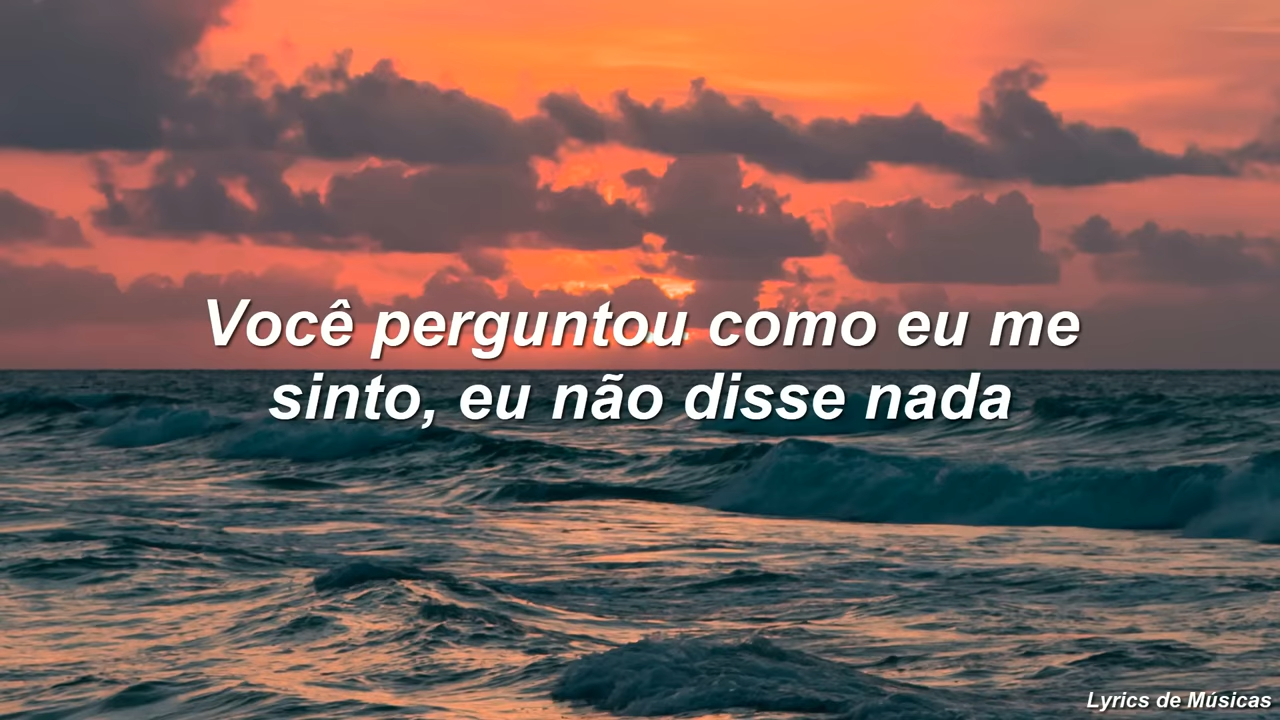 Você perguntou como eu me
sinto, eu não disse nada
Lyrics de Músicas